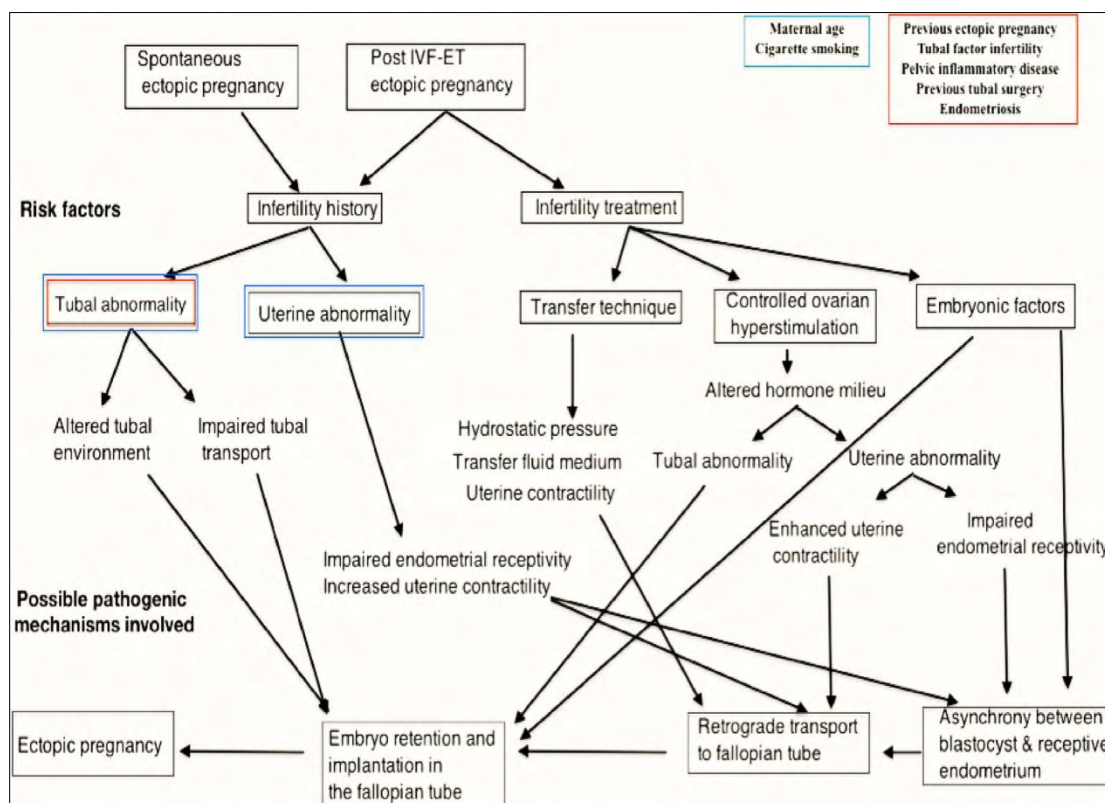 Maternal age
Cigarette smoking
Previous ectopic pregnancy
Tubal factor infertility
Pelvic inflammatory disease
Previous tubal surgery
Endometriosis
Spontaneous
ectopic pregnancy
Post IVF-ET
ectopic pregnancy
Risk factors
Infertility history
Infertility treatment
Tubal abnormality
Uterine abnormality
Transfer technique
Controlled ovarian
hyperstimulation
Embryonic factors
Altered hormone milieu
Altered tubal
environment
Impaired tubal
transport
Hydrostatic pressure
Transfer fluid medium
Uterine contractility
Tubal abnormality
Uterine abnormality
Enhanced uterine
contractility
Impaired
endometrial receptivity
Impaired endometrial receptivity
Increased uterine contractility
Possible pathogenic
mechanisms involved
Ectopic pregnancy
Embryo retention and
implantation in
the fallopian tube
Retrograde transport
to fallopian tube
Asynchrony between
blastocyst & receptive
endometrium